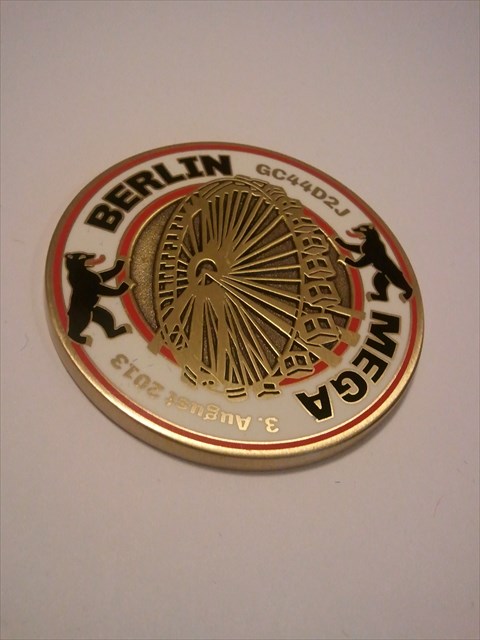 BERLIN
GC44D2J
MEGA
3. August 2013